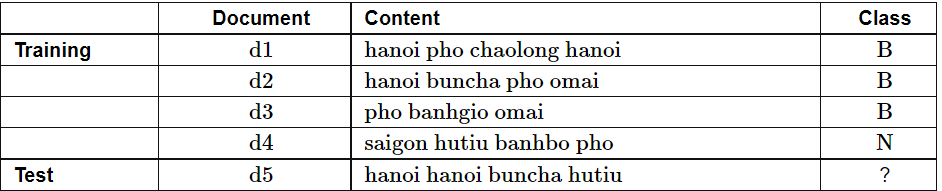 Document Content Class
Training d1 hanoi pho chaolong hanoi B
d2 hanoi buncha pho omai B
d3 pho banhgio omai B
d4 saigon hutiu banhbo pho N
Test d5 hanoi hanoi buncha hutiu ?